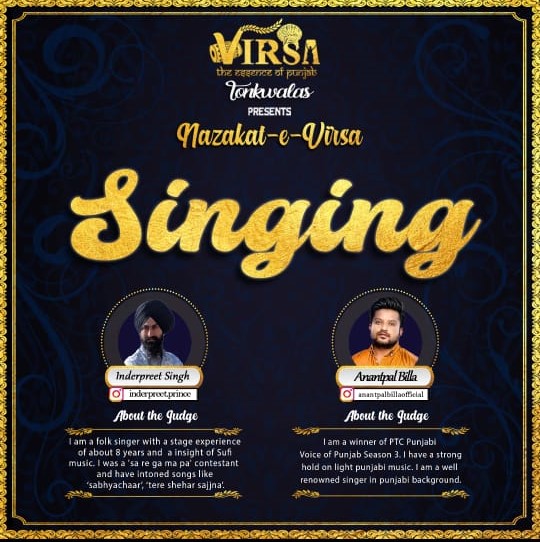 VIRSA
the essence of punjab
Tonkwalas
PRESENTS
Nazakat-e-Virsa
Singing
Inderpreet Singh
inderpreet.prince
About the Judge
I am a folk singer with a stage experience
of about 8 years and a insight of Sufi
music. I was a 'sa re ga ma pa' contestant
and have intoned songs like
'sabhyachaar', 'tere shehar sajjna'.
Anantpal Billa
anantpalbillaofficial
About the Judge
I am a winner of PTC Punjabi
Voice of Punjab Season 3. I have a strong
hold on light punjabi music. I am a well
renowned singer in punjabi background.